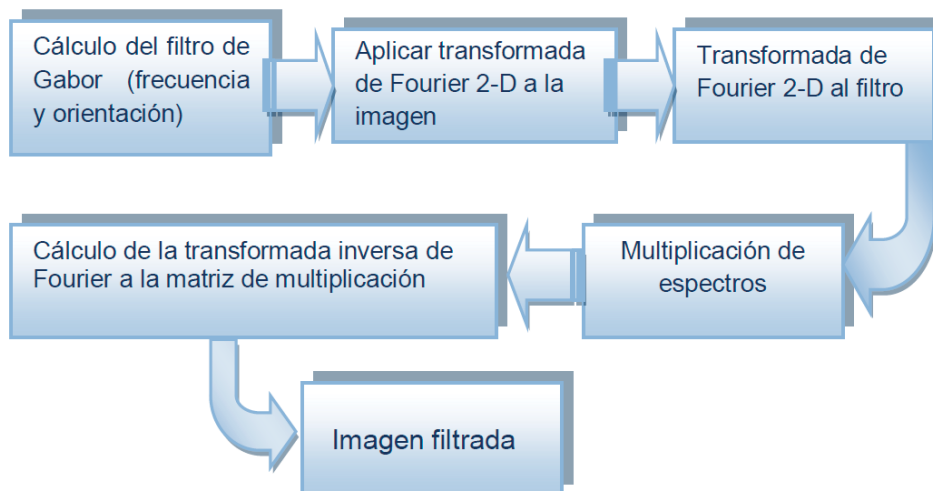 Cálculo del filtro de
Gabor (frecuencia
y orientación)
Aplicar transformada
de Fourier 2-D a la
imagen
Transformada de
Fourier 2-D al filtro
Multiplicación de
espectros
Cálculo de la transformada inversa de
Fourier a la matriz de multiplicación
Imagen filtrada